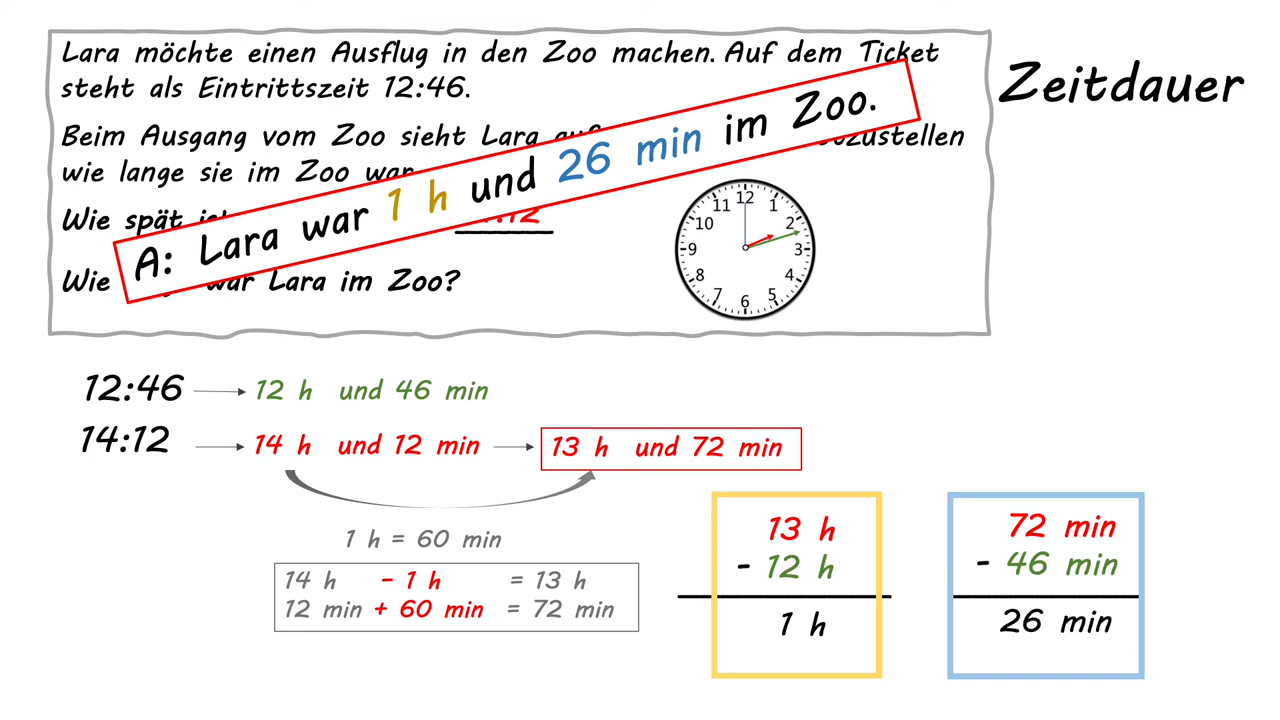 Lara möchte einen Ausflug in den Zoo machen. Auf dem Ticket
steht als Eintrittszeit 12:46.
Zeitdauer
Beim Ausgang vom Zoo sieht Lara
wie lange sie im Zoo war
A: Lara war 1 h und 26 min im Zoo.
Wie spät
Wie war Lara im Zoo?
12
1
2
3
4
5
6
7
8
9
10
11
12:46 12 h und 46 min
14:12 14 h und 12 min 13 h und 72 min
1 h = 60 min
14 h - 1 h = 13 h
12 min + 60 min = 72 min
13 h
- 12 h
1 h
72 min
- 46 min
26 min